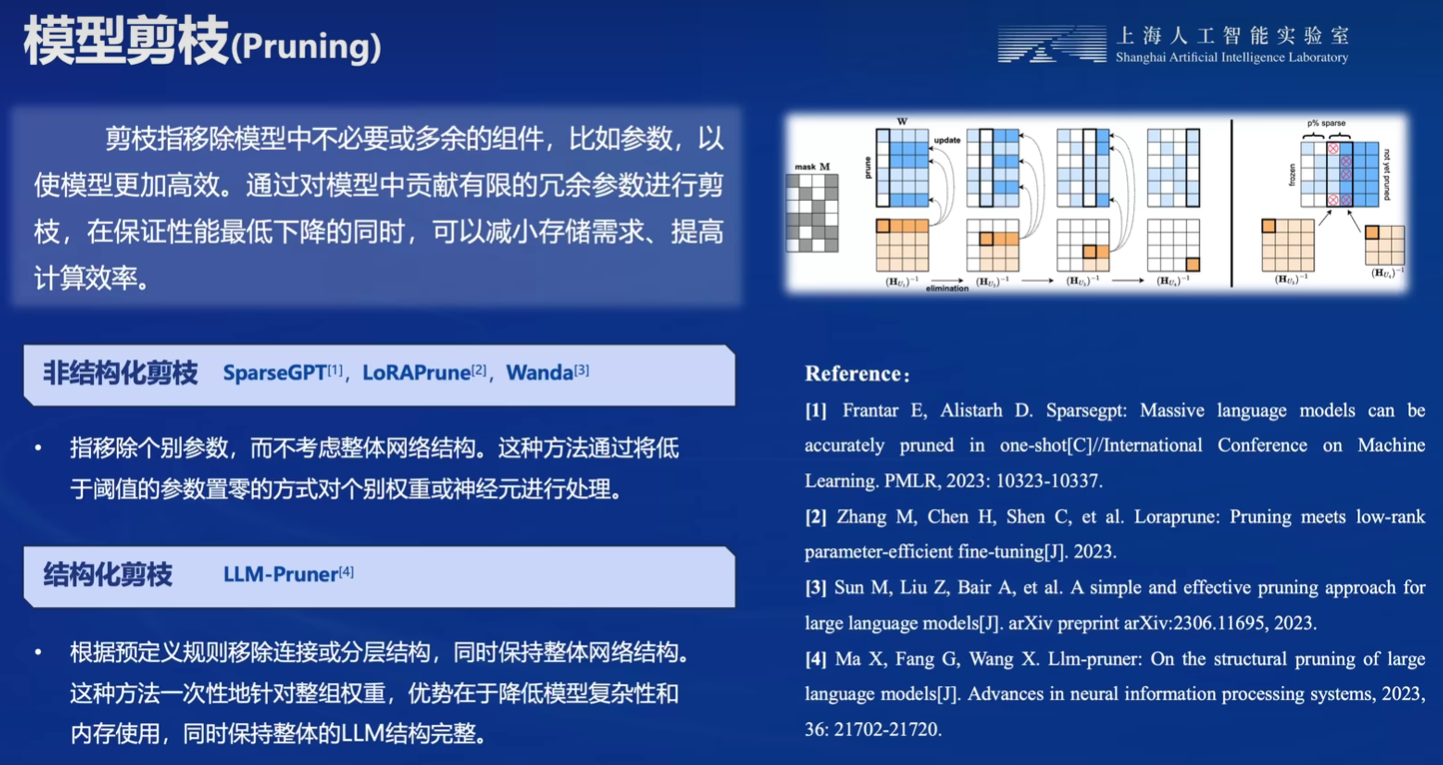 模型剪枝(Pruning)
上海人工智能实验室
Shanghai Artificial Intelligence Laboratory
剪枝指移除模型中不必要或多余的组件，比如参数，以
使模型更加高效。通过对模型中贡献有限的冗余参数进行剪
枝，在保证性能最低下降的同时，可以减小存储需求、提高
计算效率。
mask M
W
prune
update
(H_{U_1})^{-1}
elimination
(H_{U_2})^{-1}
(H_{U_3})^{-1}
(H_{U_4})^{-1}
p% sparse
frozen
not yet pruned
非结构化剪枝 SparseGPT[1]，LoRAPrune[2]，Wanda[3]
• 指移除个别参数，而不考虑整体网络结构。这种方法通过将低
于阈值的参数置零的方式对个别权重或神经元进行处理。
结构化剪枝 LLM-Pruner[4]
• 根据预定义规则移除连接或分层结构，同时保持整体网络结构。
这种方法一次性地针对整组权重，优势在于降低模型复杂性和
内存使用，同时保持整体的LLM结构完整。
Reference：
[1] Frantar E, Alistarh D. Sparsegpt: Massive language models can be
accurately pruned in one-shot[C]//International Conference on Machine
Learning. PMLR, 2023: 10323-10337.
[2] Zhang M, Chen H, Shen C, et al. Loraprune: Pruning meets low-rank
parameter-efficient fine-tuning[J]. 2023.
[3] Sun M, Liu Z, Bair A, et al. A simple and effective pruning approach for
large language models[J]. arXiv preprint arXiv:2306.11695, 2023.
[4] Ma X, Fang G, Wang X. Llm-pruner: On the structural pruning of large
language models[J]. Advances in neural information processing systems, 2023,
36: 21702-21720.